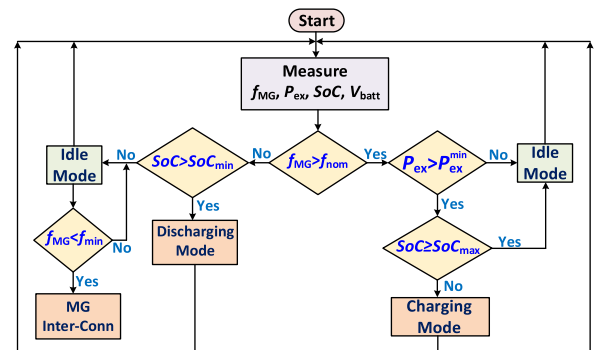 Start
Measure
fMG, Pex, SoC, Vbatt
Idle
Mode
No
SoC>SoCmin
No
fMG>fnom
Yes
Pex>Pexmin
No
Idle
Mode
Yes
Yes
fMG<fmin
No
Discharging
Mode
SoC≥SoCmax
Yes
Yes
No
MG
Inter-Conn
Charging
Mode